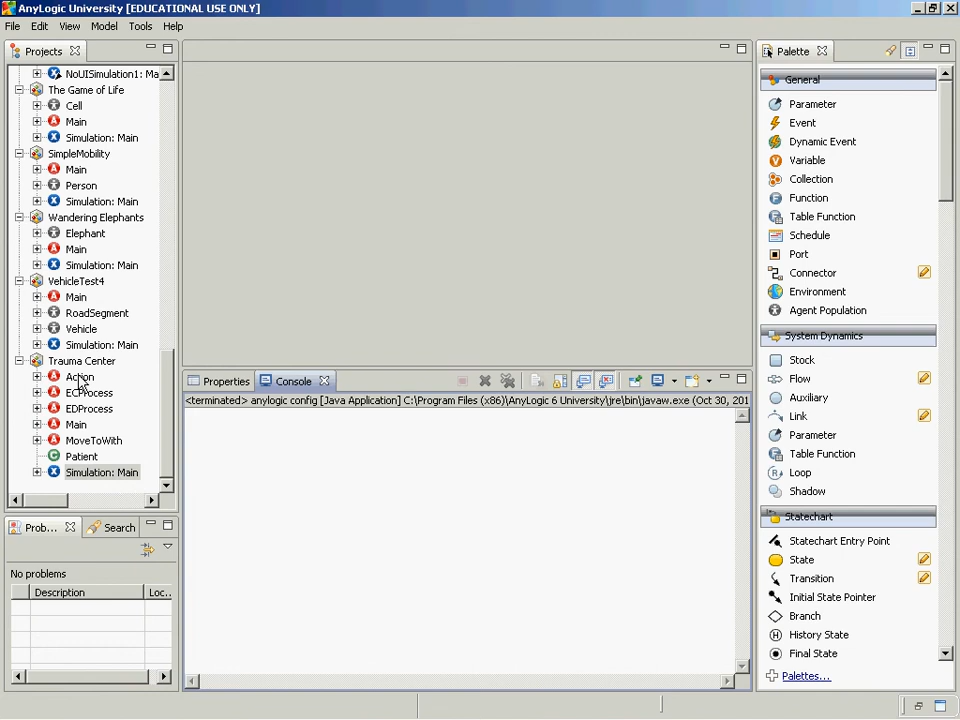 AnyLogic University [EDUCATIONAL USE ONLY]
File Edit View Model Tools Help
Projects
NoUISimulation1: Ma
The Game of Life
Cell
Main
Simulation: Main
SimpleMobility
Main
Person
Simulation: Main
Wandering Elephants
Elephant
Main
Simulation: Main
VehicleTest4
Main
RoadSegment
Vehicle
Simulation: Main
Trauma Center
Action
ECProcess
EDProcess
Main
MoveToWith
Patient
Simulation: Main
Prob... Search
No problems
Description Loc..
Properties Console
<terminated> anylogic config [Java Application] C:\Program Files (x86)\AnyLogic 6 University\jre\bin\javaw.exe (Oct 30, 201
Palette
General
Parameter
Event
Dynamic Event
Variable
Collection
Function
Table Function
Schedule
Port
Connector
Environment
Agent Population
System Dynamics
Stock
Flow
Auxiliary
Link
Parameter
Table Function
Loop
Shadow
Statechart
Statechart Entry Point
State
Transition
Initial State Pointer
Branch
History State
Final State
Palettes...